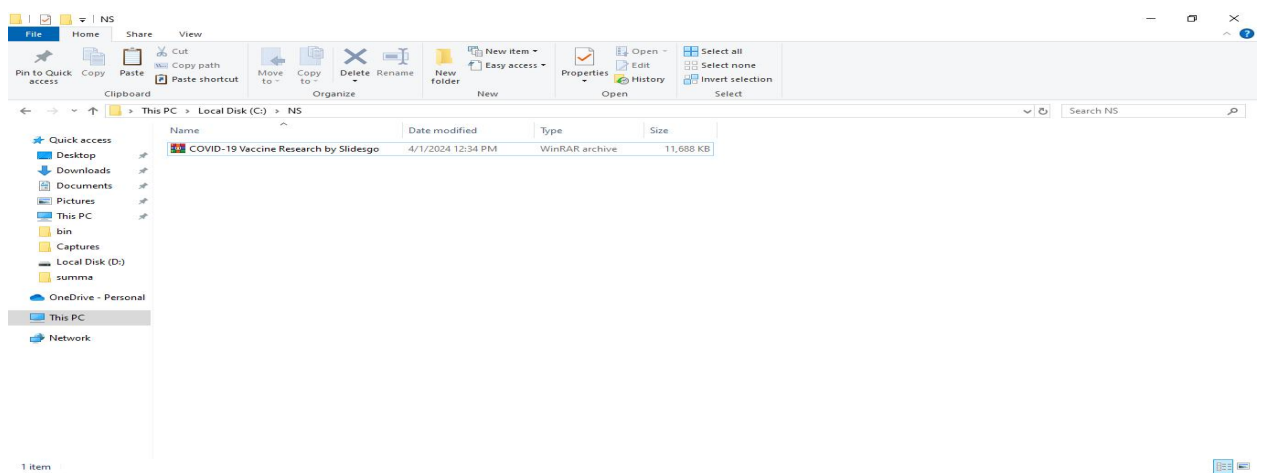 NS
File Home Share View
Pin to Quick access
Copy
Paste
Cut
Copy path
Paste shortcut
Clipboard
Move to
Copy to
Delete
Rename
Organize
New folder
New item
Easy access
New
Properties
Open
Edit
History
Open
Select all
Select none
Invert selection
Select
This PC > Local Disk (C:) > NS
Search NS
Name Date modified Type Size
COVID-19 Vaccine Research by Slidesgo 4/1/2024 12:34 PM WinRAR archive 11,688 KB
Quick access
Desktop
Downloads
Documents
Pictures
This PC
bin
Captures
Local Disk (D:)
summa
OneDrive - Personal
This PC
Network
1 item